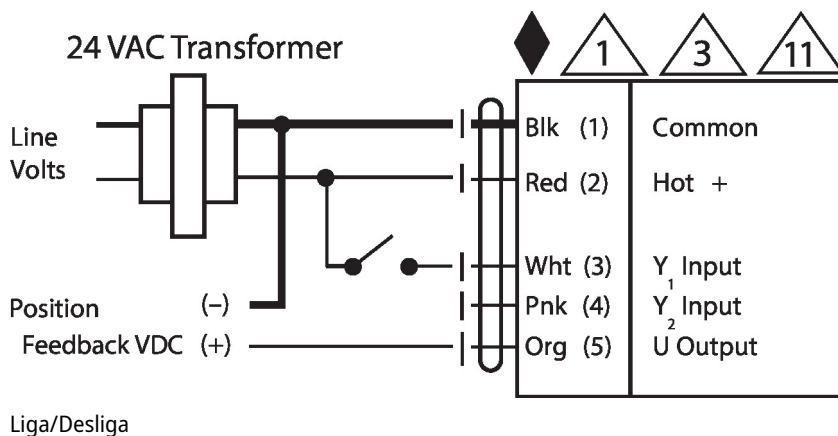 24 VAC Transformer
1 3 11
Line
Volts
Blk (1) Common
Red (2) Hot +
Wht (3) Y1 Input
Pnk (4) Y2 Input
Position (–)
Feedback VDC (+)
Org (5) U Output
Liga/Desliga